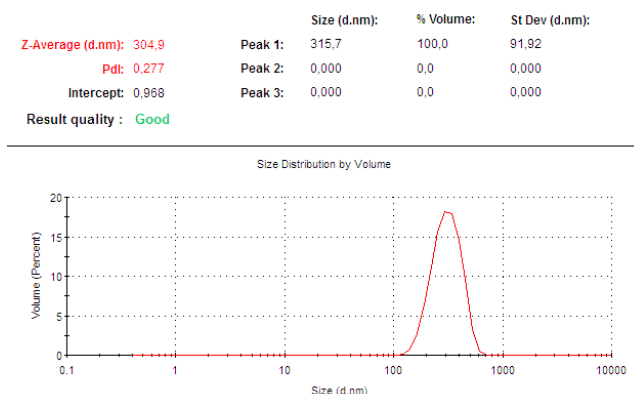 Size (d.nm): % Volume: St Dev (d.nm):
Z-Average (d.nm): 304,9 Peak 1: 315,7 100,0 91,92
PdI: 0,277 Peak 2: 0,000 0,0 0,000
Intercept: 0,968 Peak 3: 0,000 0,0 0,000
Result quality : Good
Size Distribution by Volume
Volume (Percent)
20
15
10
5
0
0.1 1 10 100 1000 10000
Size (d.nm)